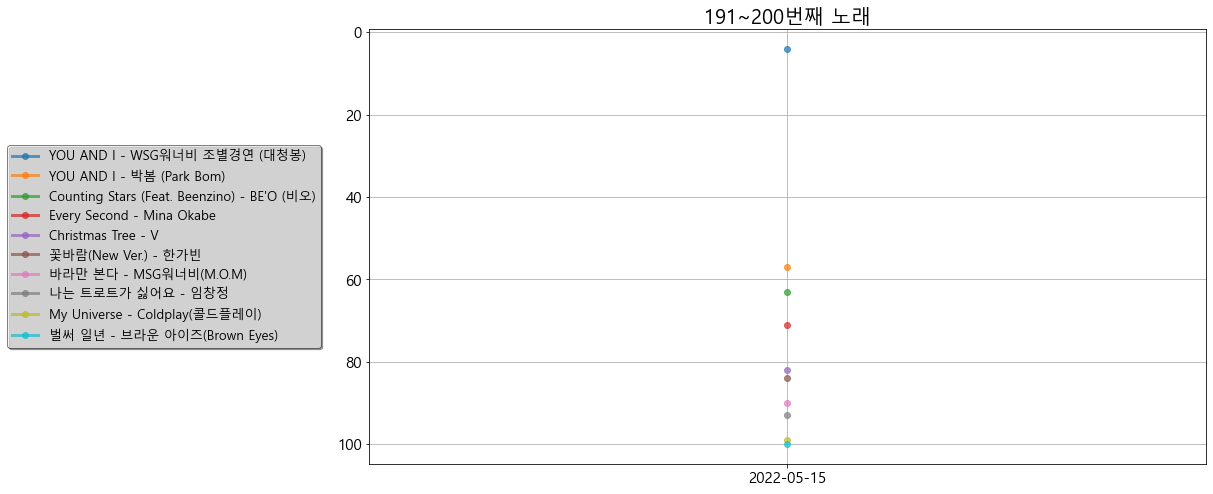 191~200번째 노래
0
20
40
60
80
100
2022-05-15
YOU AND I - WSG워너비 조별경연 (대청봉)
YOU AND I - 박봄 (Park Bom)
Counting Stars (Feat. Beenzino) - BE'O (비오)
Every Second - Mina Okabe
Christmas Tree - V
꽃바람(New Ver.) - 한가빈
바라만 본다 - MSG워너비(M.O.M)
나는 트로트가 싫어요 - 임창정
My Universe - Coldplay(콜드플레이)
벌써 일년 - 브라운 아이즈(Brown Eyes)